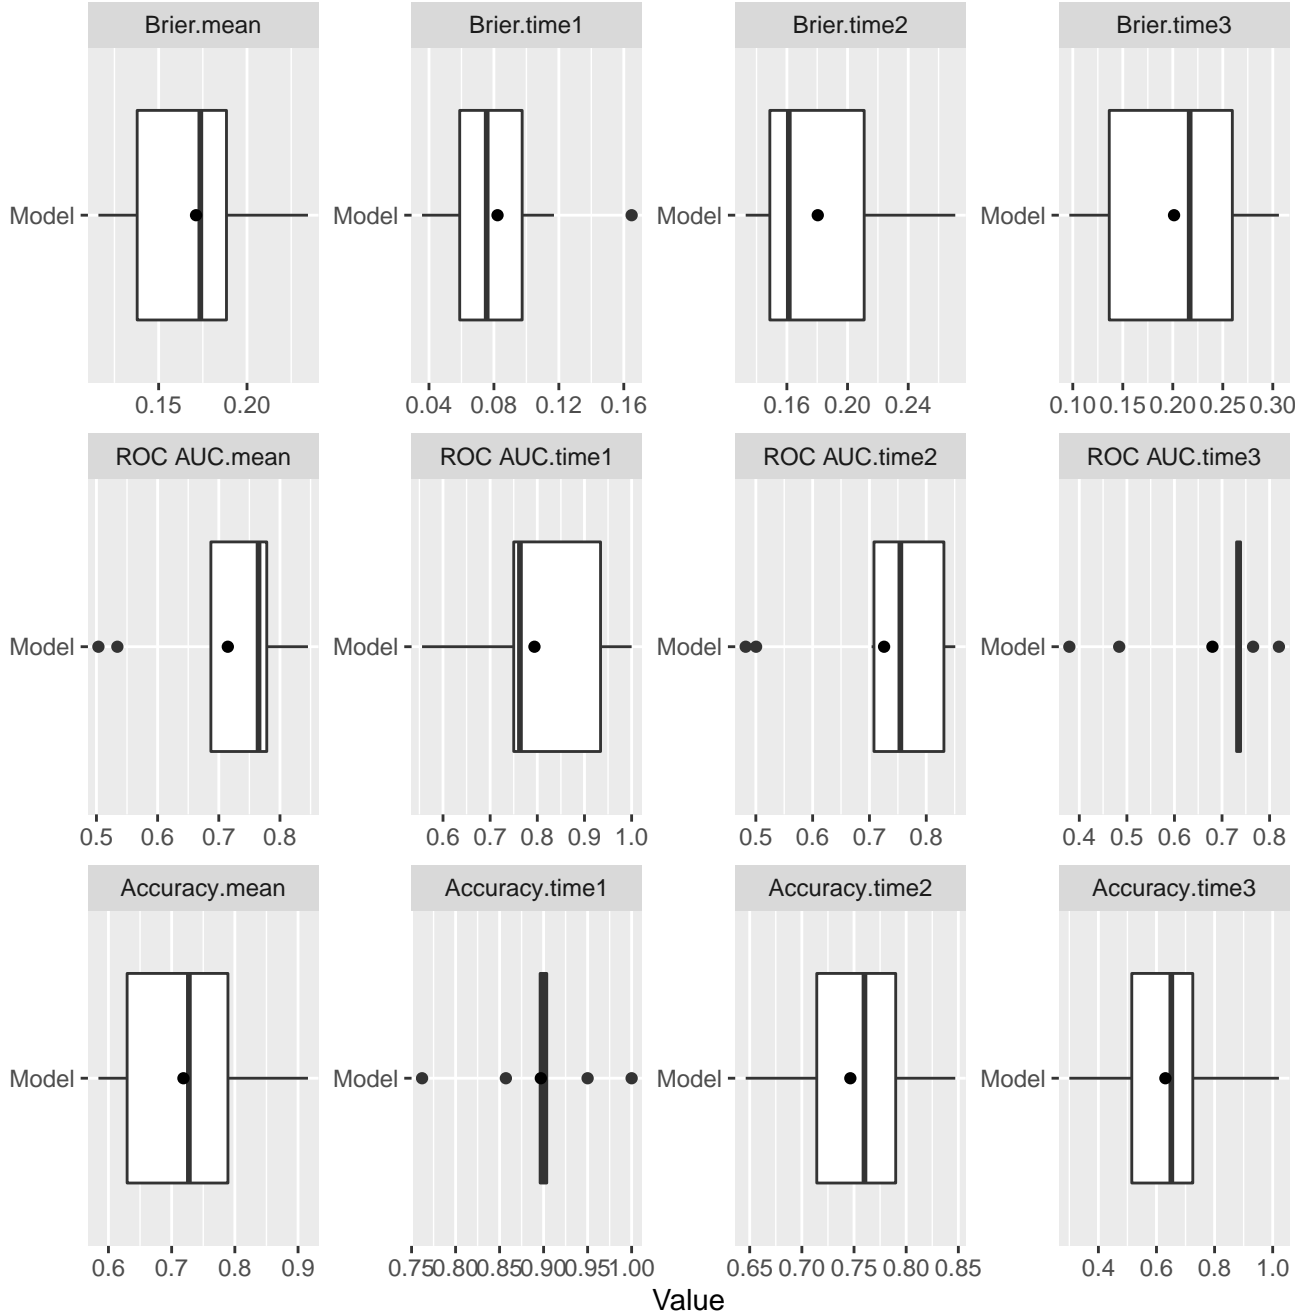 Brier.mean Brier.time1 Brier.time2 Brier.time3
Model Model Model Model
0.15 0.20 0.04 0.08 0.12 0.16 0.16 0.20 0.24 0.10 0.15 0.20 0.25 0.30
ROC AUC.mean ROC AUC.time1 ROC AUC.time2 ROC AUC.time3
Model Model Model Model
0.5 0.6 0.7 0.8 0.6 0.7 0.8 0.9 1.0 0.5 0.6 0.7 0.8 0.4 0.5 0.6 0.7 0.8
Accuracy.mean Accuracy.time1 Accuracy.time2 Accuracy.time3
Model Model Model Model
0.6 0.7 0.8 0.9 0.75 0.80 0.85 0.90 0.95 1.00 0.65 0.70 0.75 0.80 0.85 0.4 0.6 0.8 1.0
Value